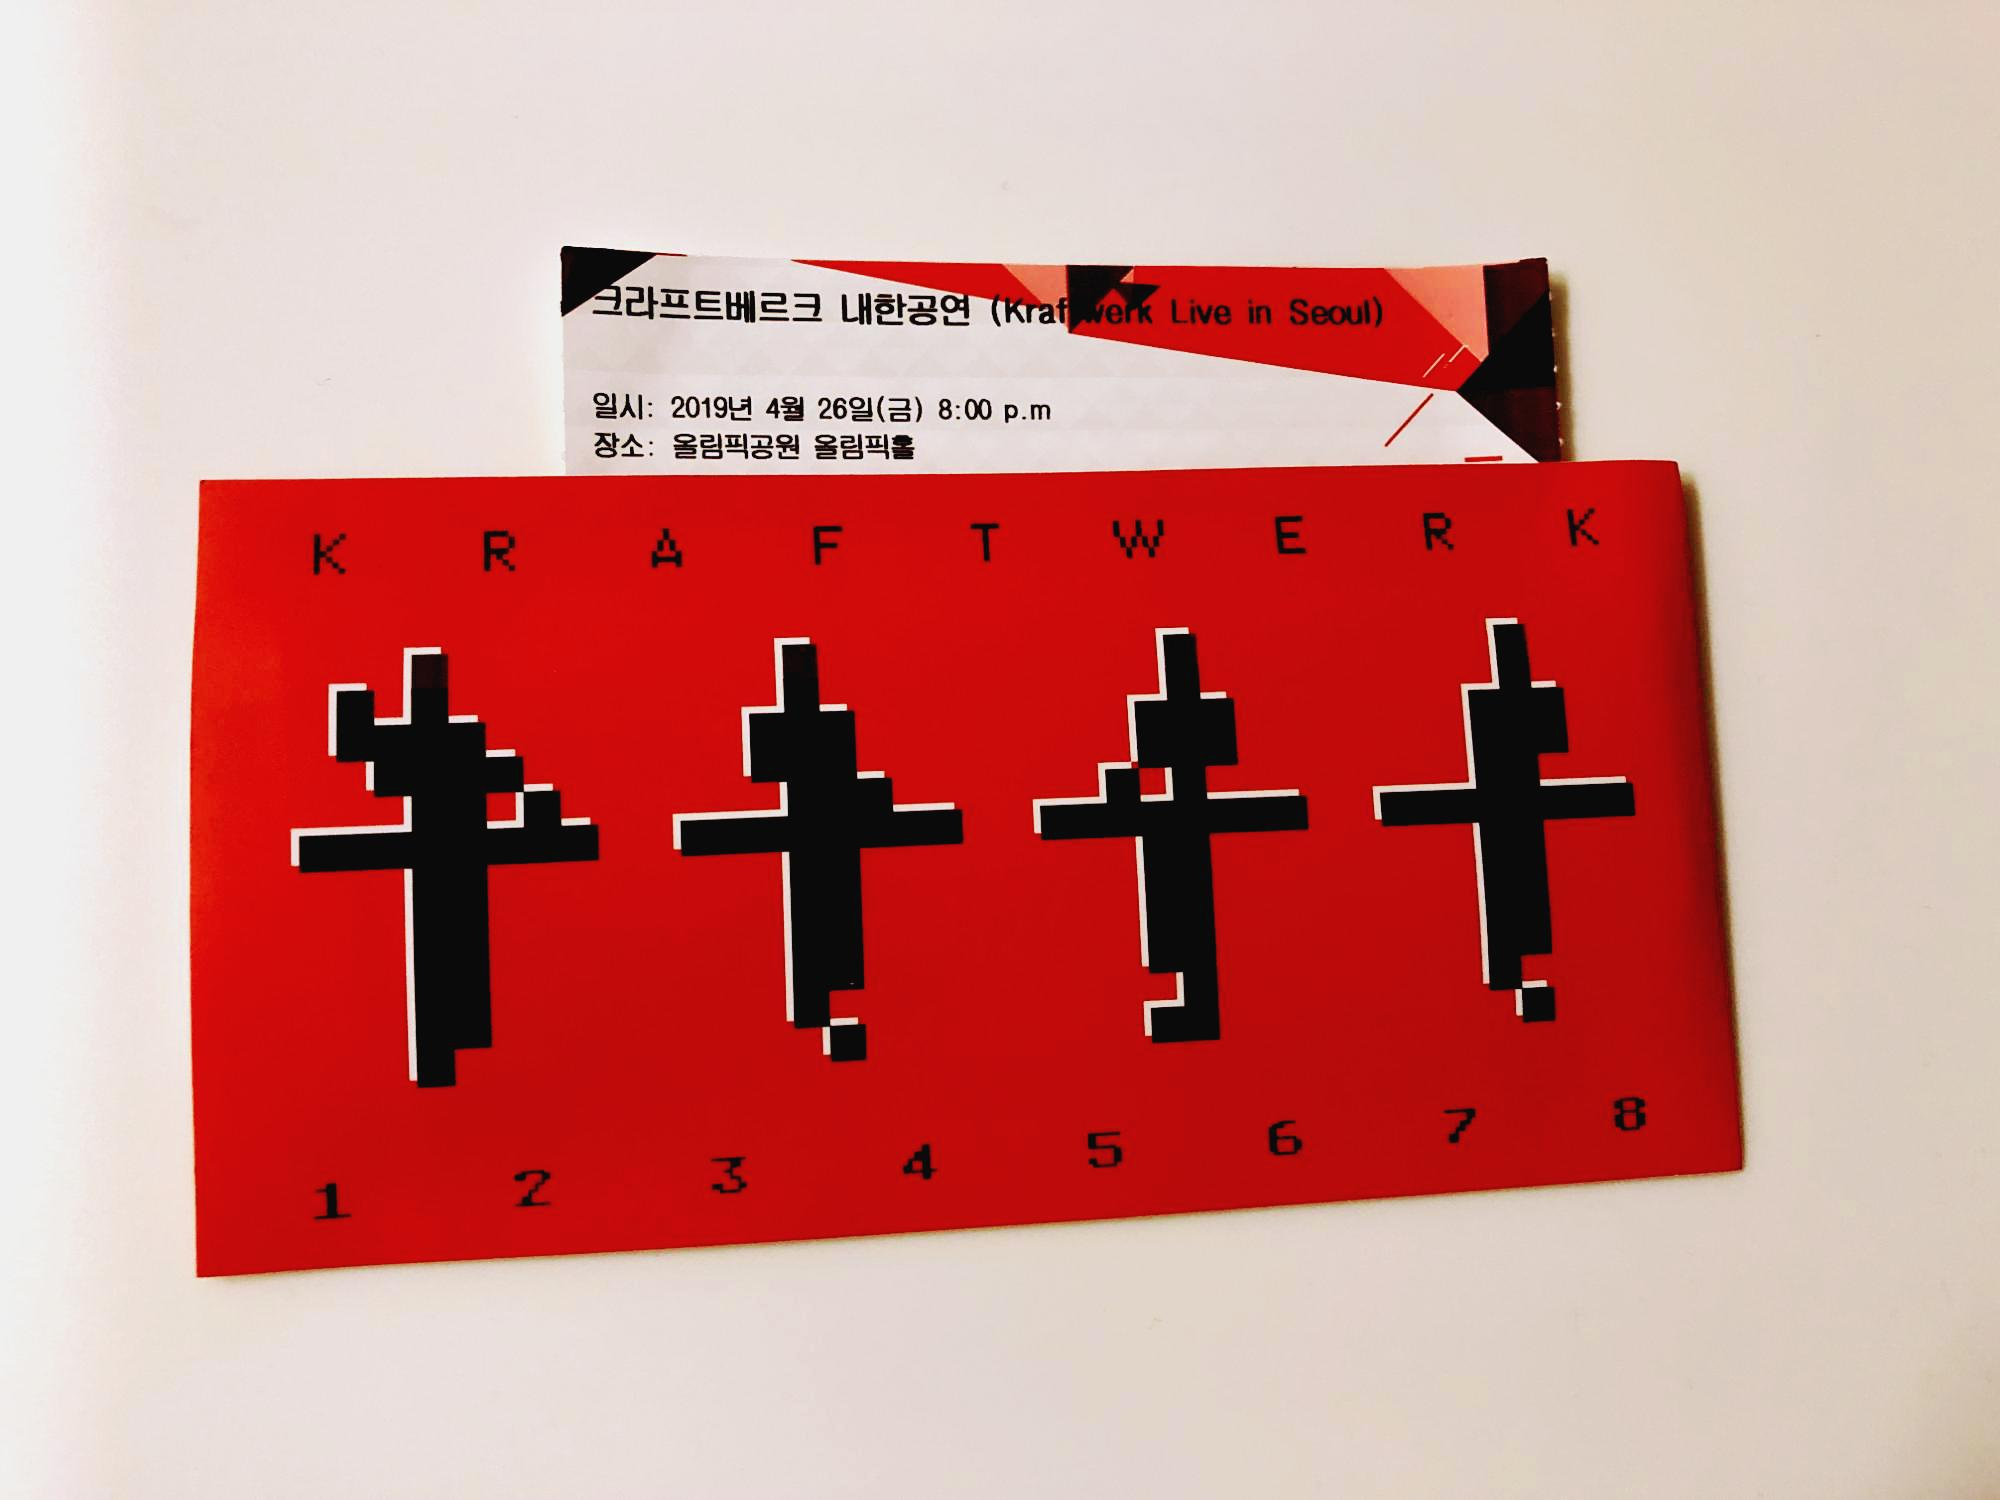 크라프트베르크 내한공연 (Kraftwerk Live in Seoul)
일시: 2019년 4월 26일(금) 8:00 p.m
장소: 올림픽공원 올림픽홀
K R A F T W E R K
1 2 3 4 5 6 7 8